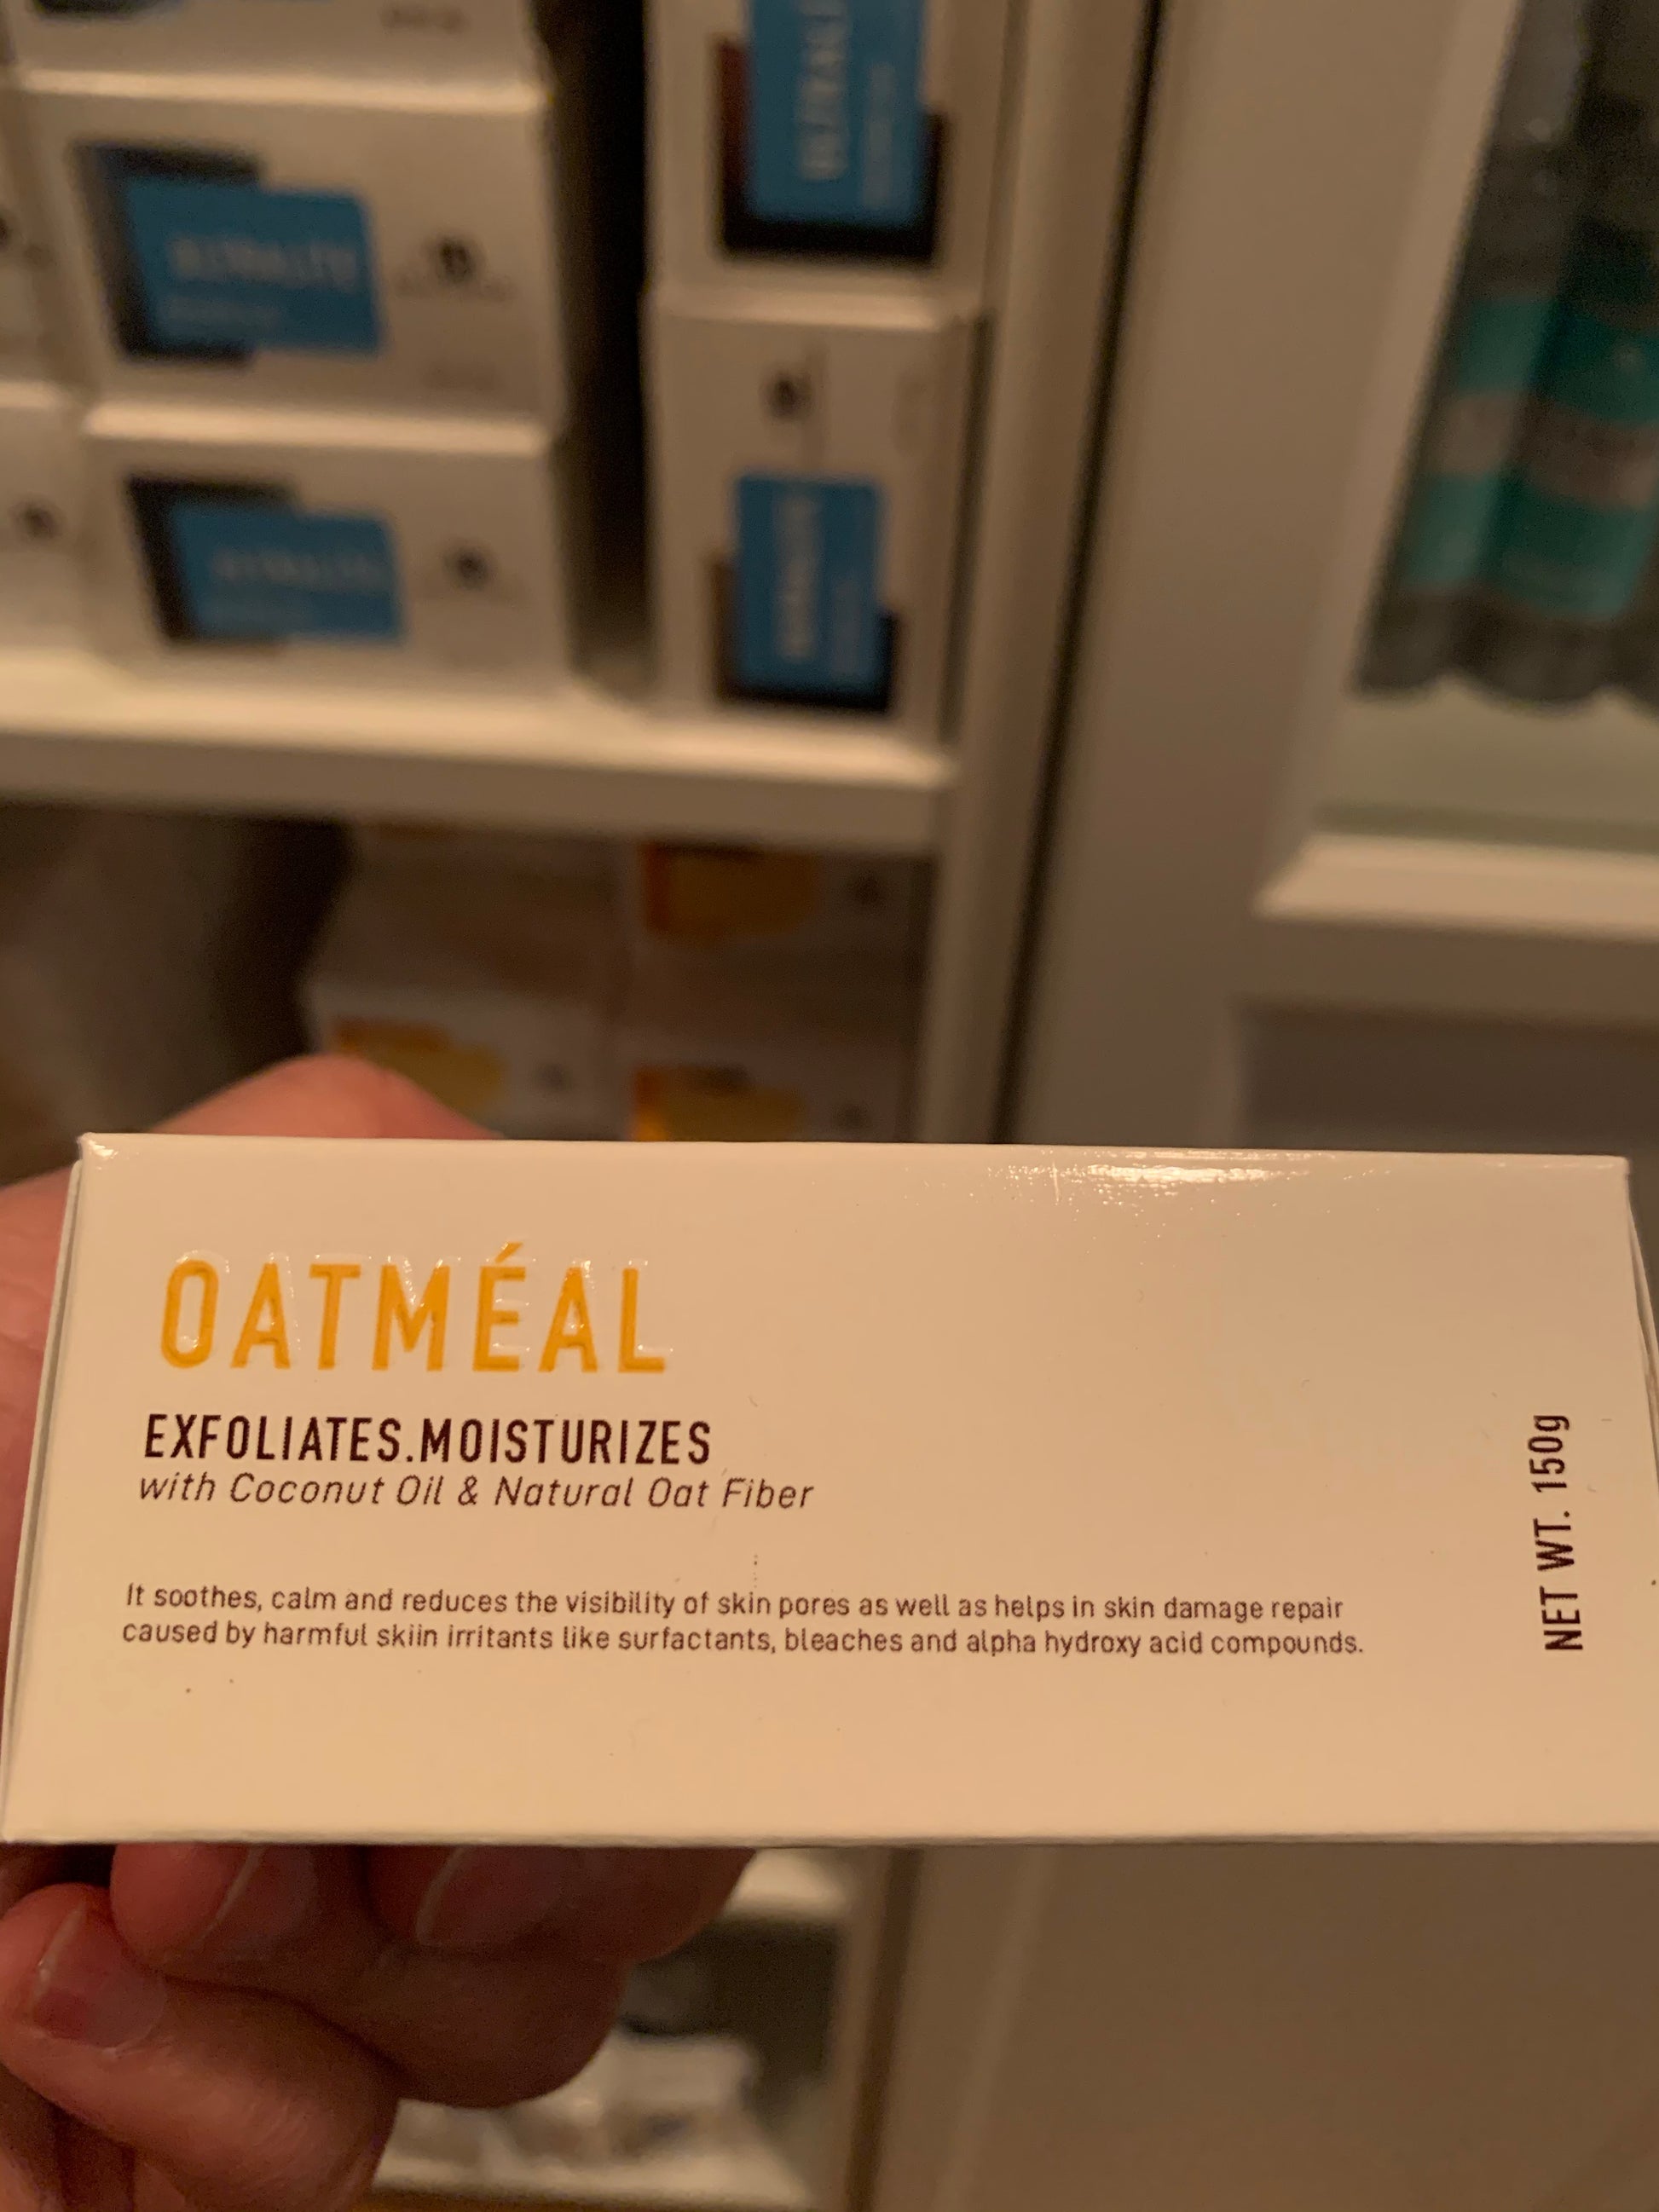 OATMÉAL
EXFOLIATES.MOISTURIZES
with Coconut Oil & Natural Oat Fiber
It soothes, calm and reduces the visibility of skin pores as well as helps in skin damage repair
caused by harmful skiin irritants like surfactants, bleaches and alpha hydroxy acid compounds.
NET WT. 150g